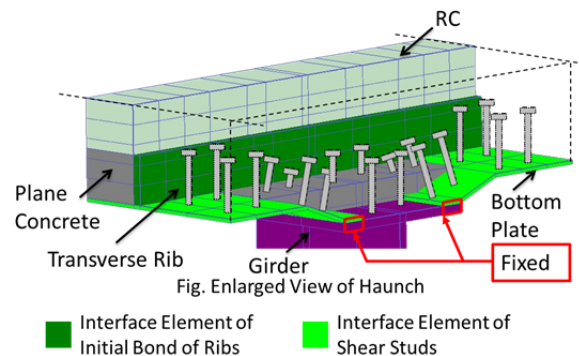 RC
Plane
Concrete
Transverse Rib
Girder
Bottom
Plate
Fixed
Fig. Enlarged View of Haunch
Interface Element of
Initial Bond of Ribs
Interface Element of
Shear Studs